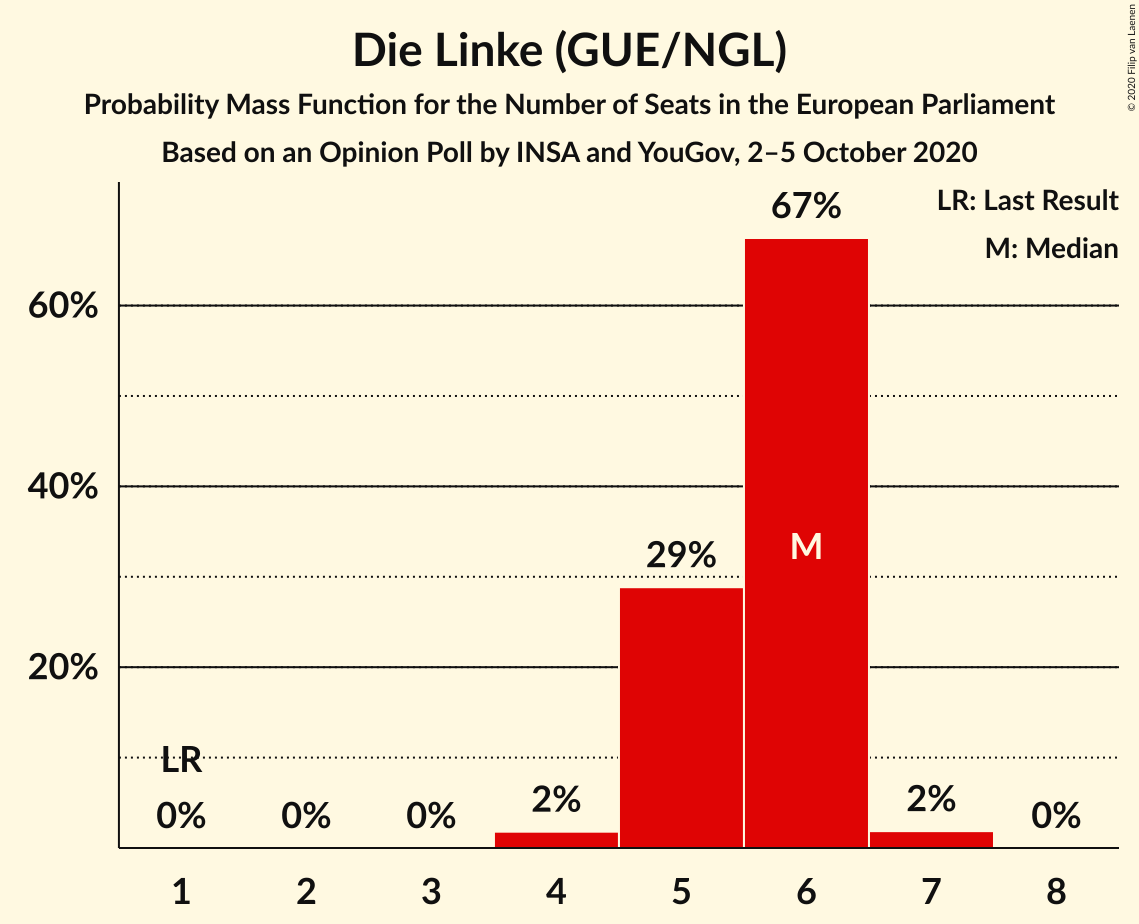 Die Linke (GUE/NGL)
Probability Mass Function for the Number of Seats in the European Parliament
Based on an Opinion Poll by INSA and YouGov, 2–5 October 2020
© 2020 Filip van Laenen
LR: Last Result
M: Median
67%
60%
29%
M
40%
20%
LR
0%
0%
0%
2%
2%
0%
1
2
3
4
5
6
7
8